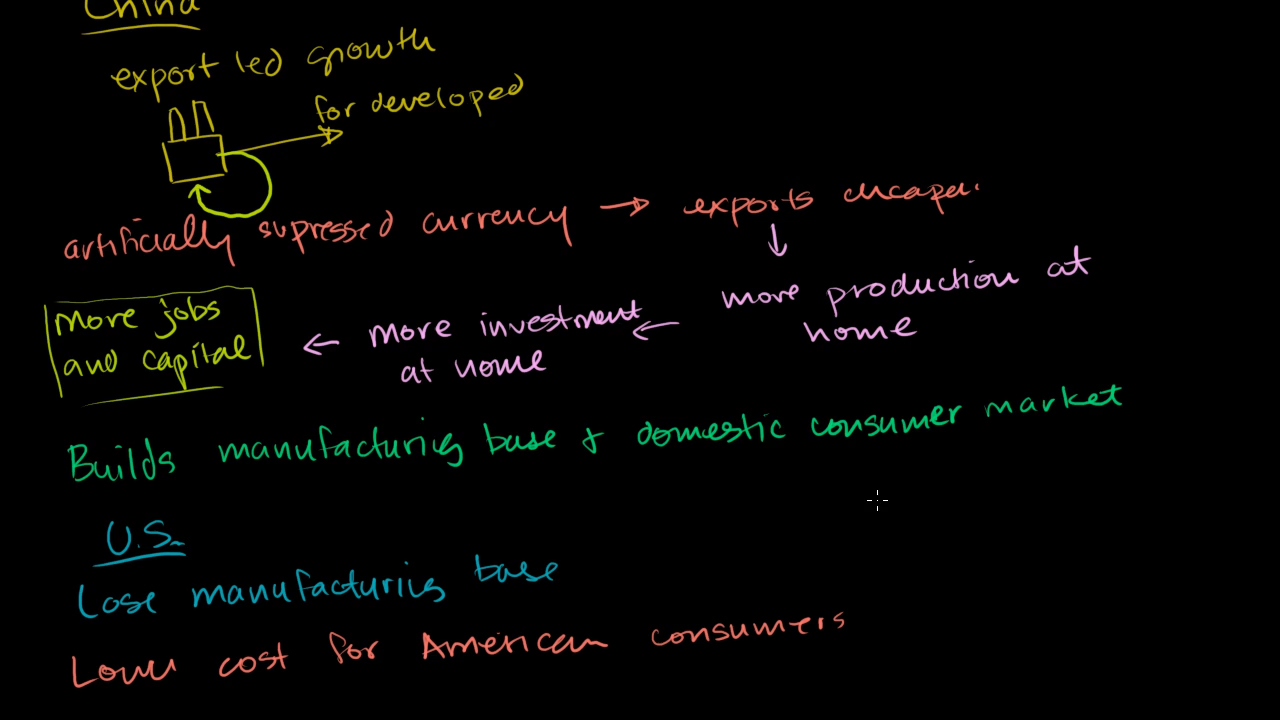 China
export led growth
for developed
artificially supressed currency → exports cheaper
more production at
home
← more investment
at home
← More jobs
and capital
Builds manufacturing base + domestic consumer market
U.S.
Lose manufacturing base
Lower cost for American consumers